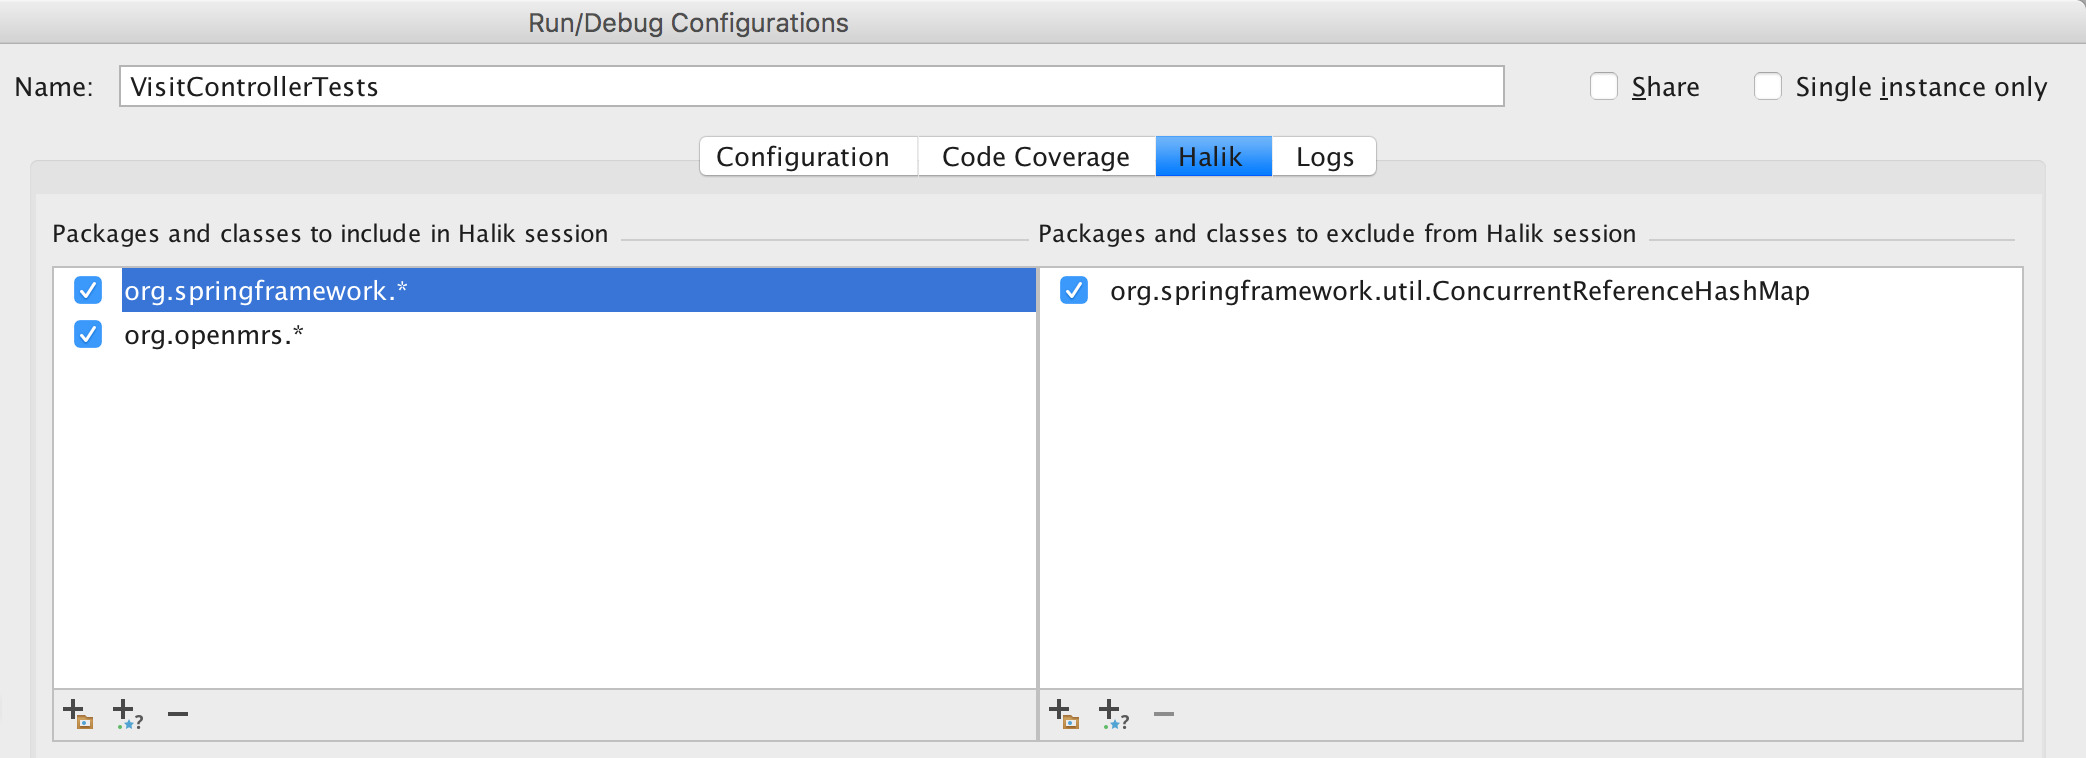 Run/Debug Configurations
Name: VisitControllerTests Share Single instance only
Configuration Code Coverage Halik Logs
Packages and classes to include in Halik session Packages and classes to exclude from Halik session
org.springframework.* org.springframework.util.ConcurrentReferenceHashMap
org.openmrs.*